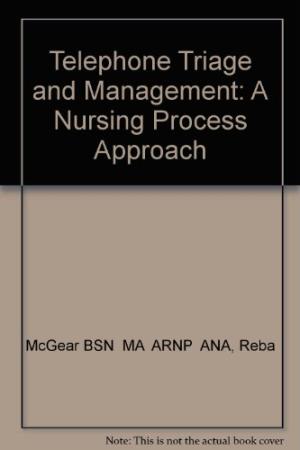 Telephone Triage
and Management: A
Nursing Process
Approach
McGear BSN MA ARNP ANA, Reba
Note: This is not the actual book cover